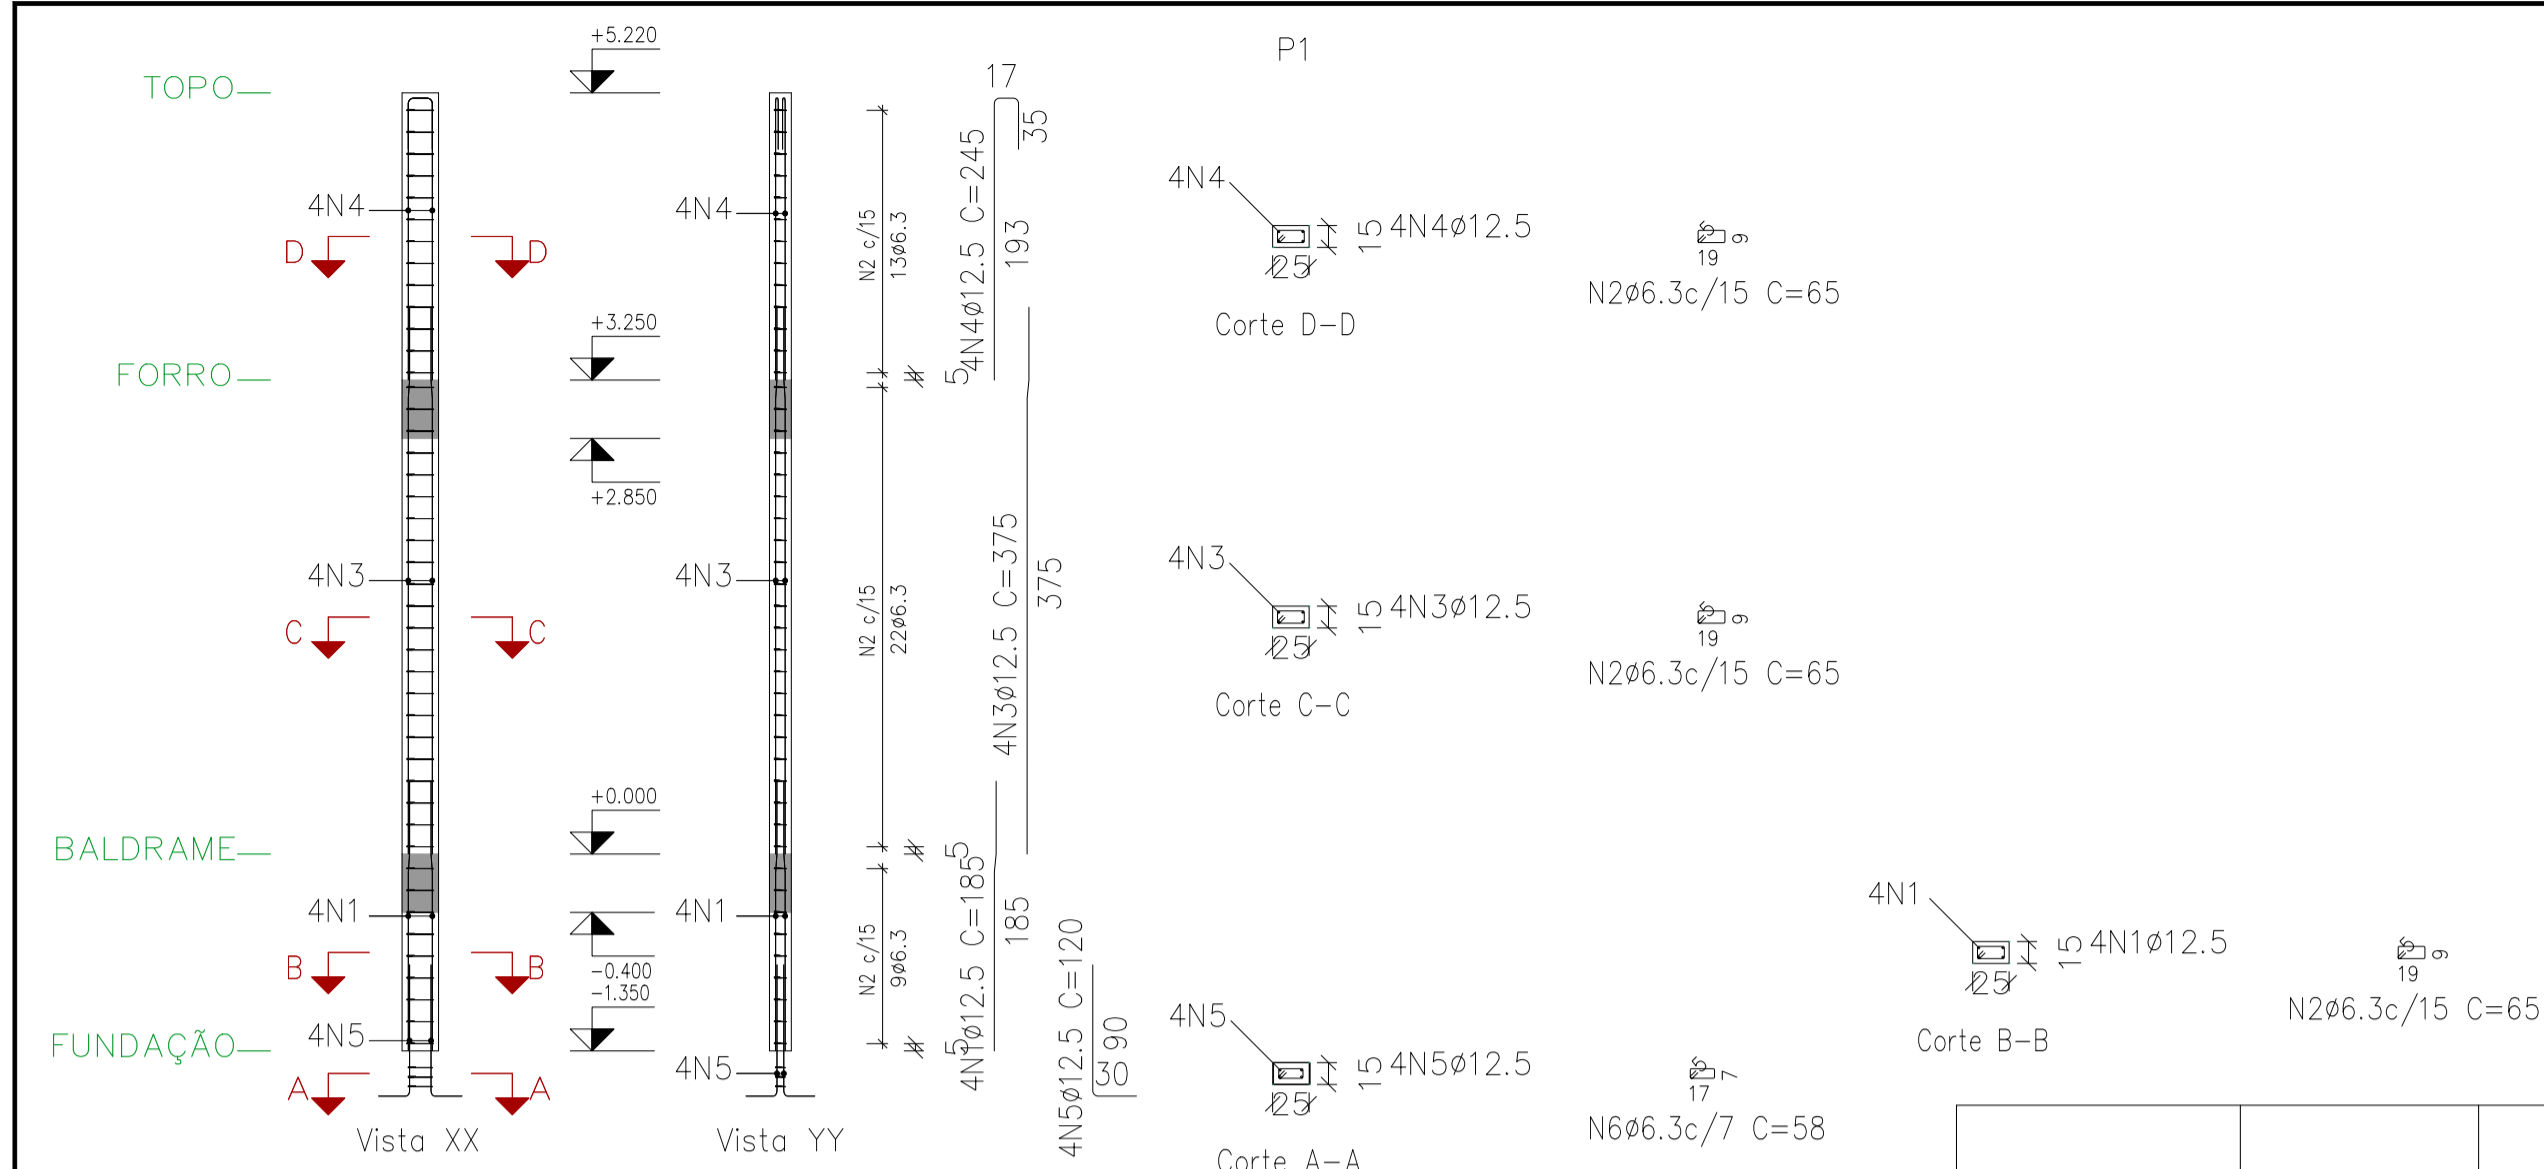 P1
TOPO
+5.220
17
35
4N4
4N4
N2 c/15
13ø6.3
4N4ø12.5 C=245
193
D
D
4N4
4N4ø12.5
15
25
Corte D-D
5
19
9
N2ø6.3c/15 C=65
FORRO
+3.250
+2.850
5
4N3
4N3
N2 c/15
22ø6.3
4N3ø12.5 C=375
375
C
C
4N3
4N3ø12.5
15
25
Corte C-C
5
19
9
N2ø6.3c/15 C=65
BALDRAME
+0.000
-0.400
5
4N1
4N1
N2 c/15
9ø6.3
4N1ø12.5 C=185
185
B
B
4N1
4N1ø12.5
15
25
Corte B-B
5
19
9
N2ø6.3c/15 C=65
FUNDAÇÃO
-1.350
5
4N5
4N5
4N5ø12.5 C=120
90
30
A
A
4N5
4N5ø12.5
15
25
Corte A-A
5
17
7
N6ø6.3c/7 C=58
Vista XX
Vista YY